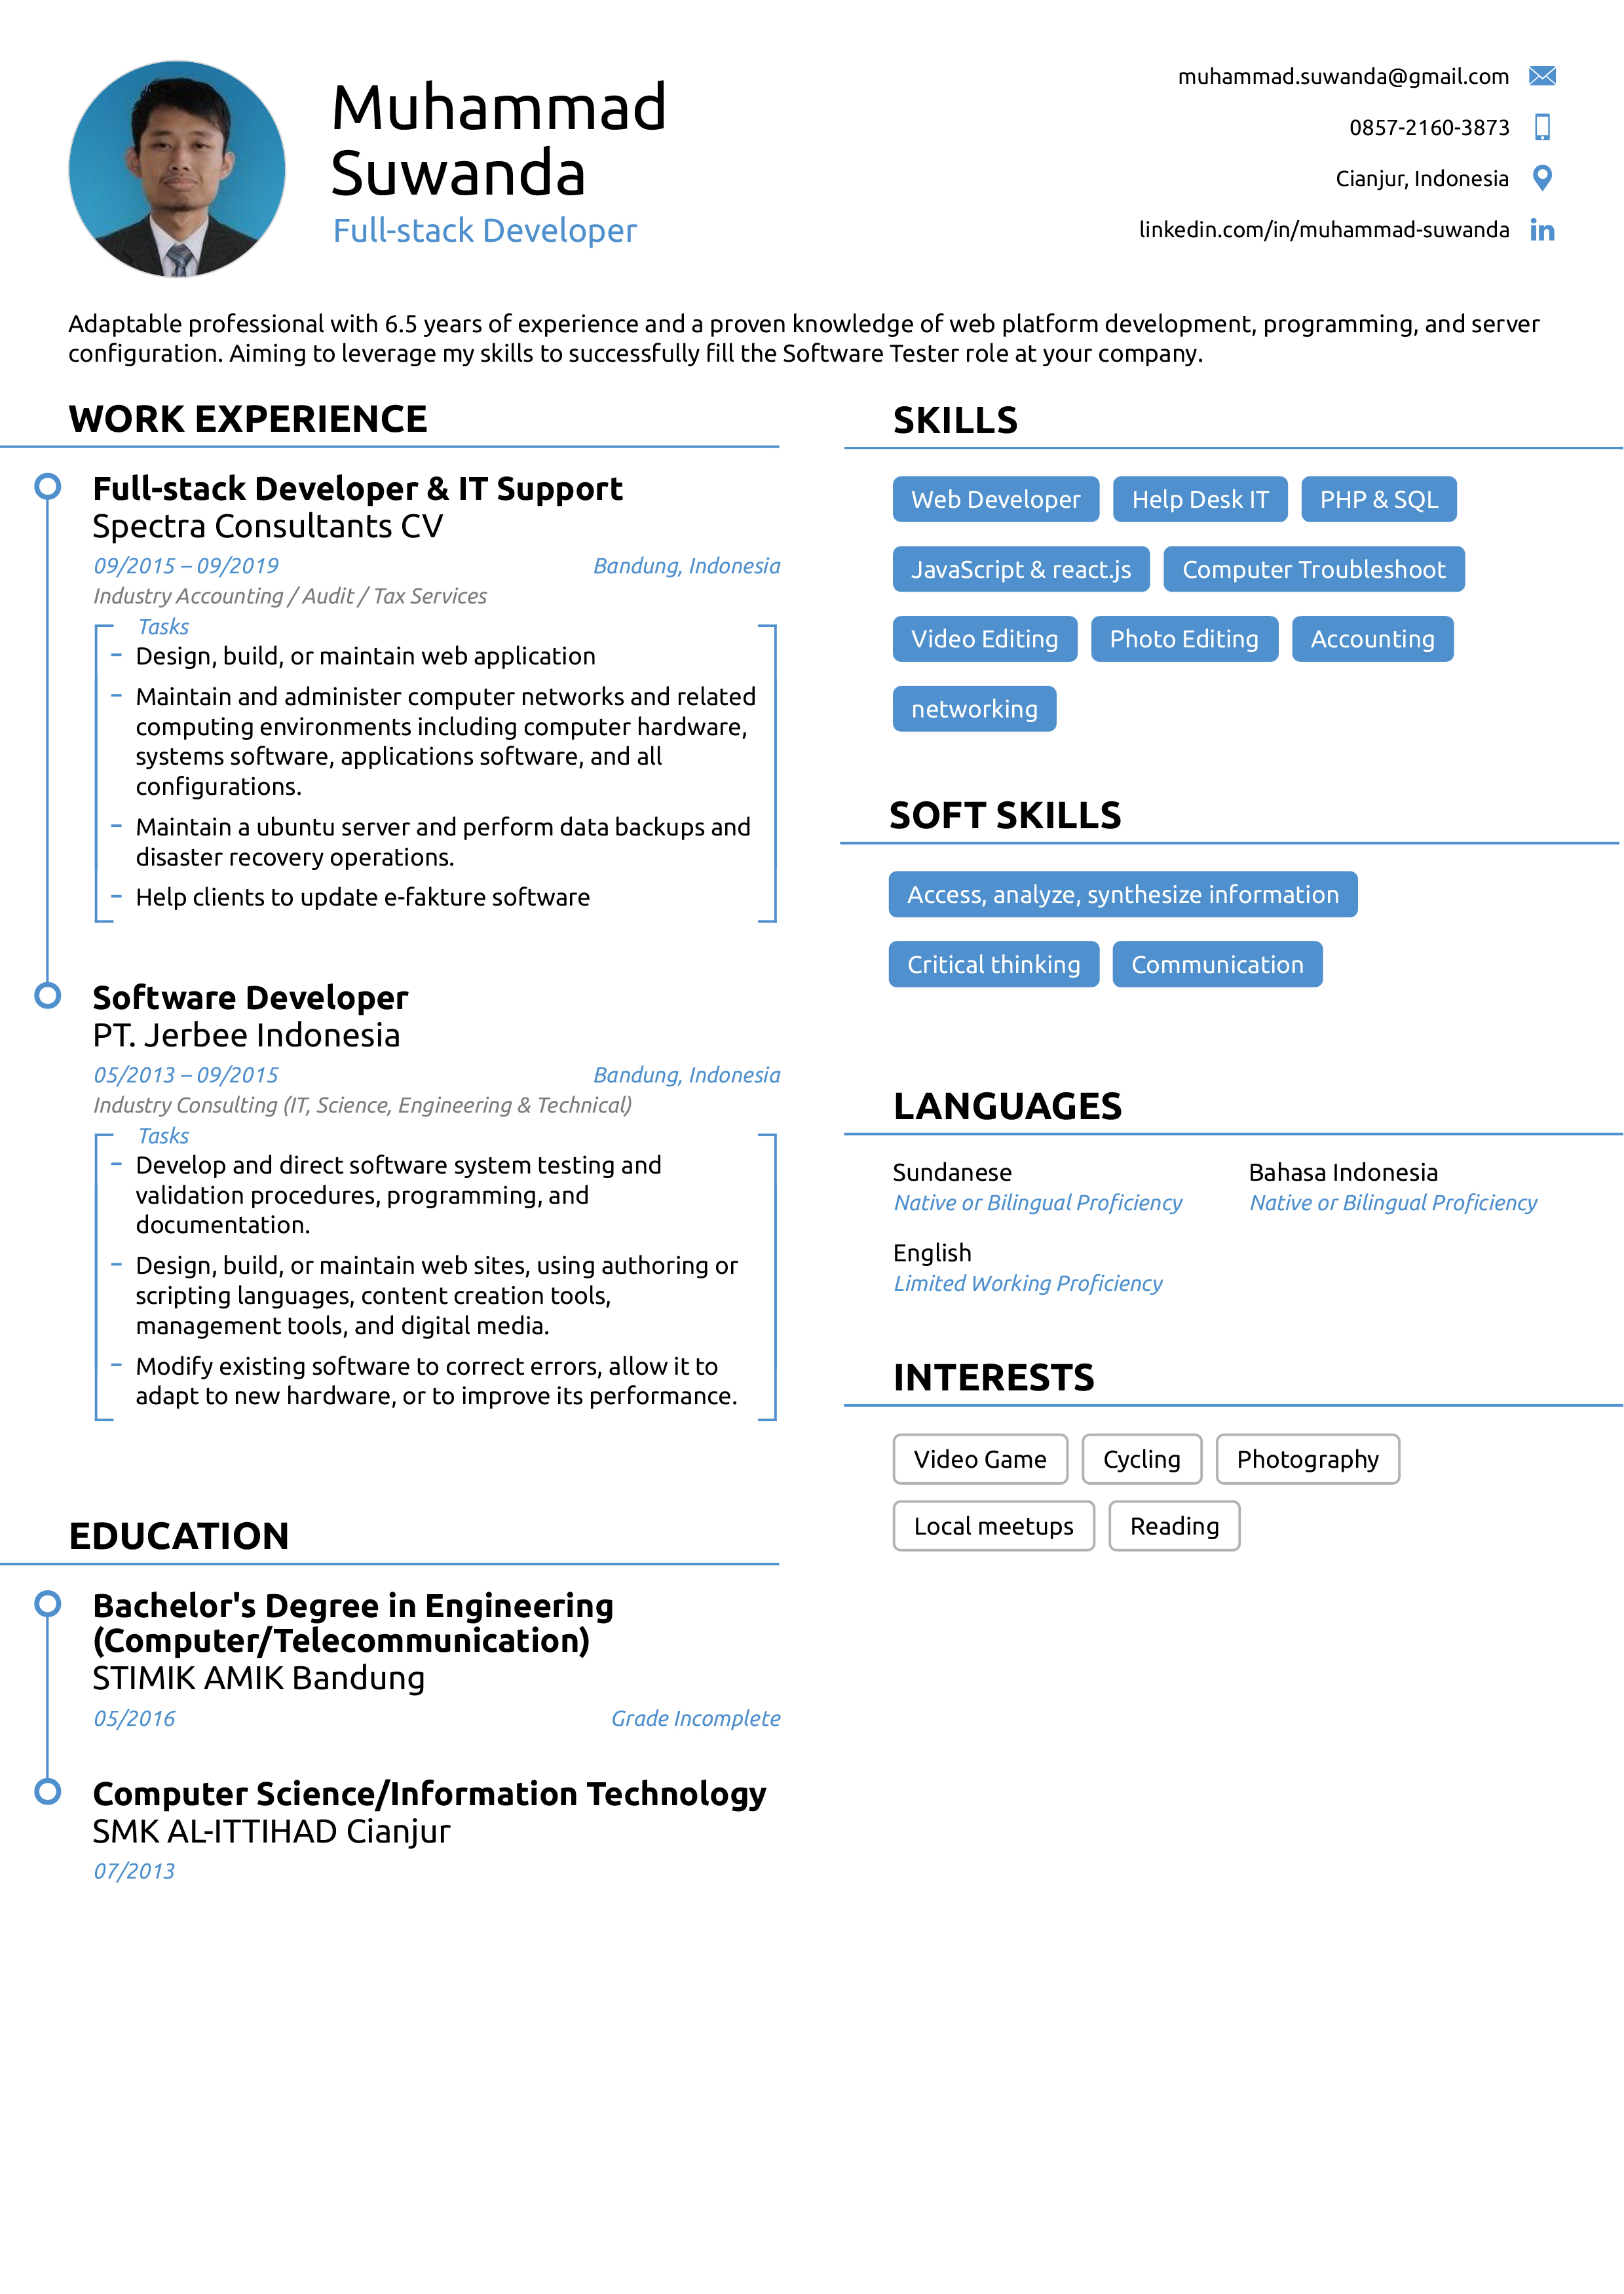 Muhammad
Suwanda
Full-stack Developer
muhammad.suwanda@gmail.com
0857-2160-3873
Cianjur, Indonesia
linkedin.com/in/muhammad-suwanda
in
Adaptable professional with 6.5 years of experience and a proven knowledge of web platform development, programming, and server
configuration. Aiming to leverage my skills to successfully fill the Software Tester role at your company.
WORK EXPERIENCE
Full-stack Developer & IT Support
Spectra Consultants CV
09/2015 – 09/2019 Bandung, Indonesia
Industry Accounting / Audit / Tax Services
Tasks
– Design, build, or maintain web application
– Maintain and administer computer networks and related
computing environments including computer hardware,
systems software, applications software, and all
configurations.
– Maintain a ubuntu server and perform data backups and
disaster recovery operations.
– Help clients to update e-fakture software
Software Developer
PT. Jerbee Indonesia
05/2013 – 09/2015 Bandung, Indonesia
Industry Consulting (IT, Science, Engineering & Technical)
Tasks
– Develop and direct software system testing and
validation procedures, programming, and
documentation.
– Design, build, or maintain web sites, using authoring or
scripting languages, content creation tools,
management tools, and digital media.
– Modify existing software to correct errors, allow it to
adapt to new hardware, or to improve its performance.
EDUCATION
Bachelor's Degree in Engineering
(Computer/Telecommunication)
STIMIK AMIK Bandung
05/2016 Grade Incomplete
Computer Science/Information Technology
SMK AL-ITTIHAD Cianjur
07/2013
SKILLS
Web Developer Help Desk IT PHP & SQL
JavaScript & react.js Computer Troubleshoot
Video Editing Photo Editing Accounting
networking
SOFT SKILLS
Access, analyze, synthesize information
Critical thinking Communication
LANGUAGES
Sundanese Bahasa Indonesia
Native or Bilingual Proficiency Native or Bilingual Proficiency
English
Limited Working Proficiency
INTERESTS
Video Game Cycling Photography
Local meetups Reading